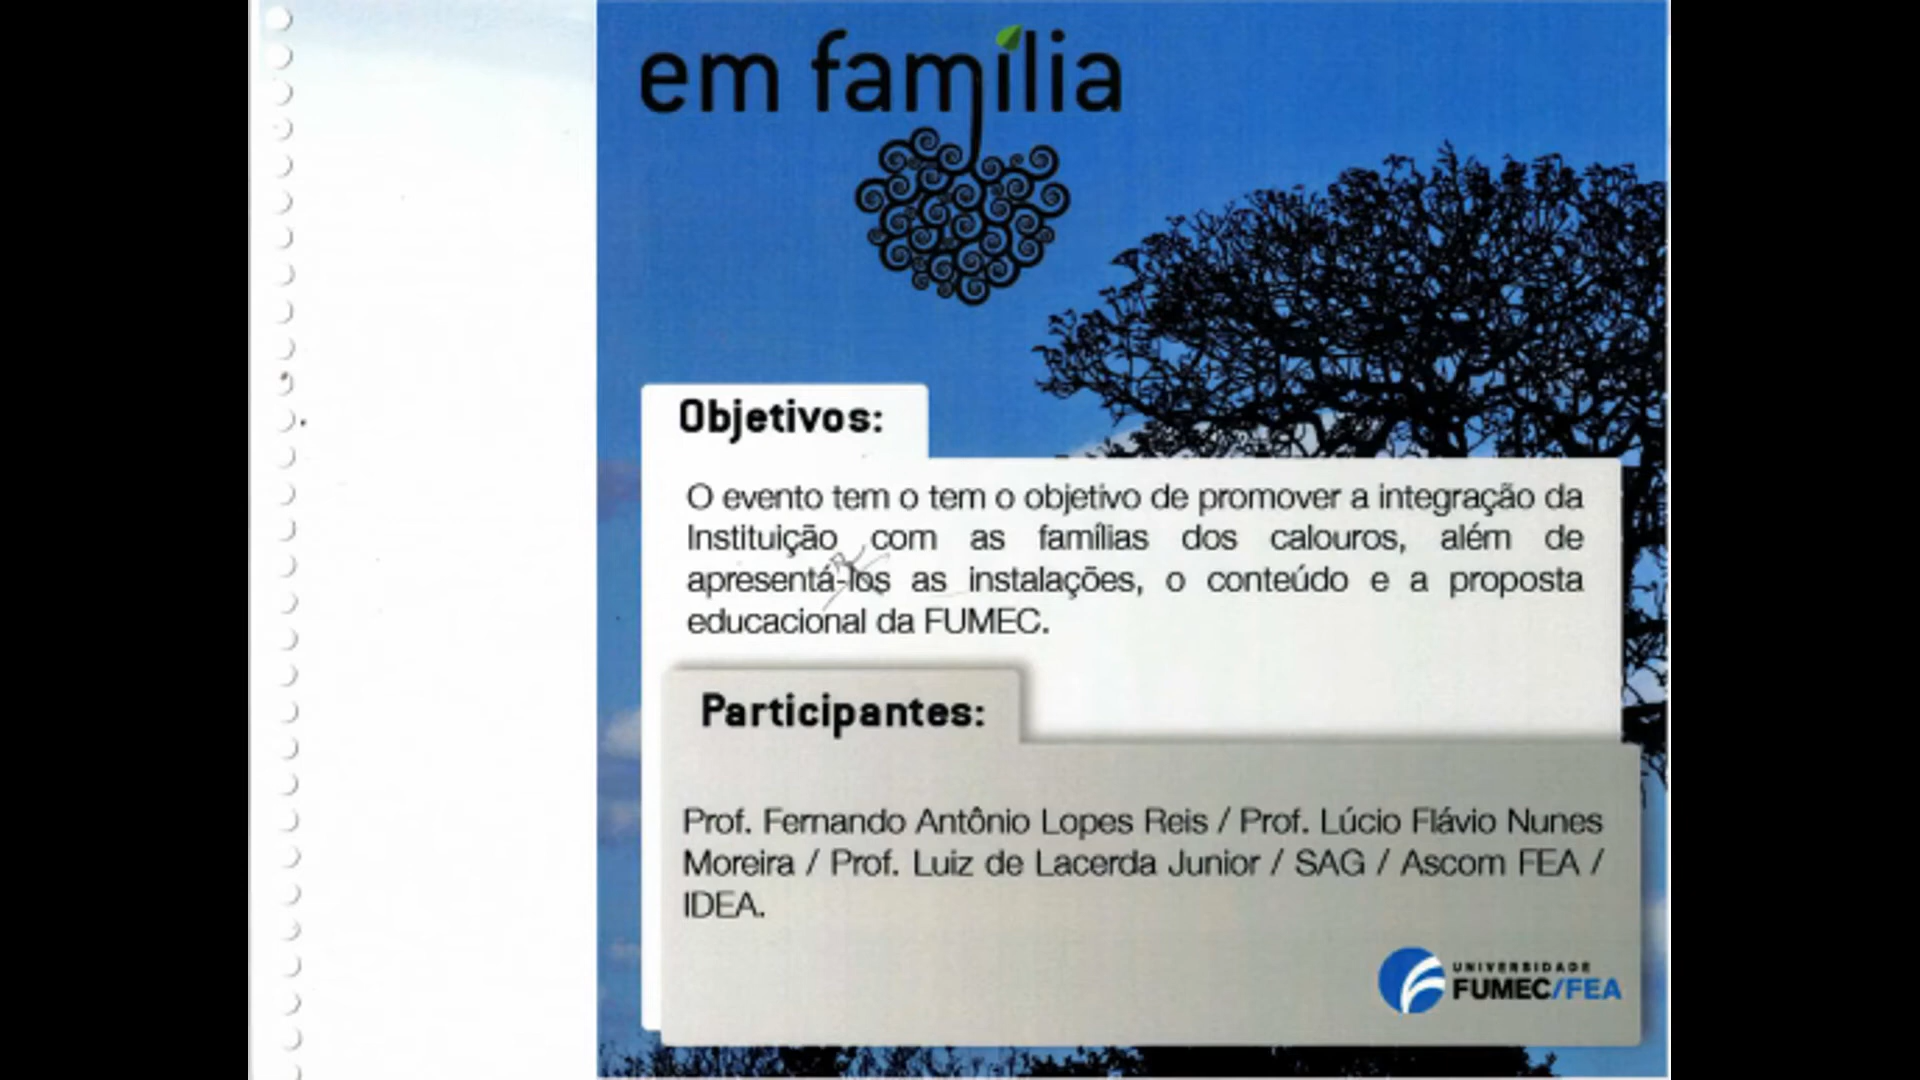 em família
Objetivos:
O evento tem o tem o objetivo de promover a integração da
Instituição com as famílias dos calouros, além de
apresentá-los as instalações, o conteúdo e a proposta
educacional da FUMEC.
Participantes:
Prof. Fernando Antônio Lopes Reis / Prof. Lúcio Flávio Nunes
Moreira / Prof. Luiz de Lacerda Junior / SAG / Ascom FEA /
IDEA.
UNIVERSIDADE
FUMEC/FEA